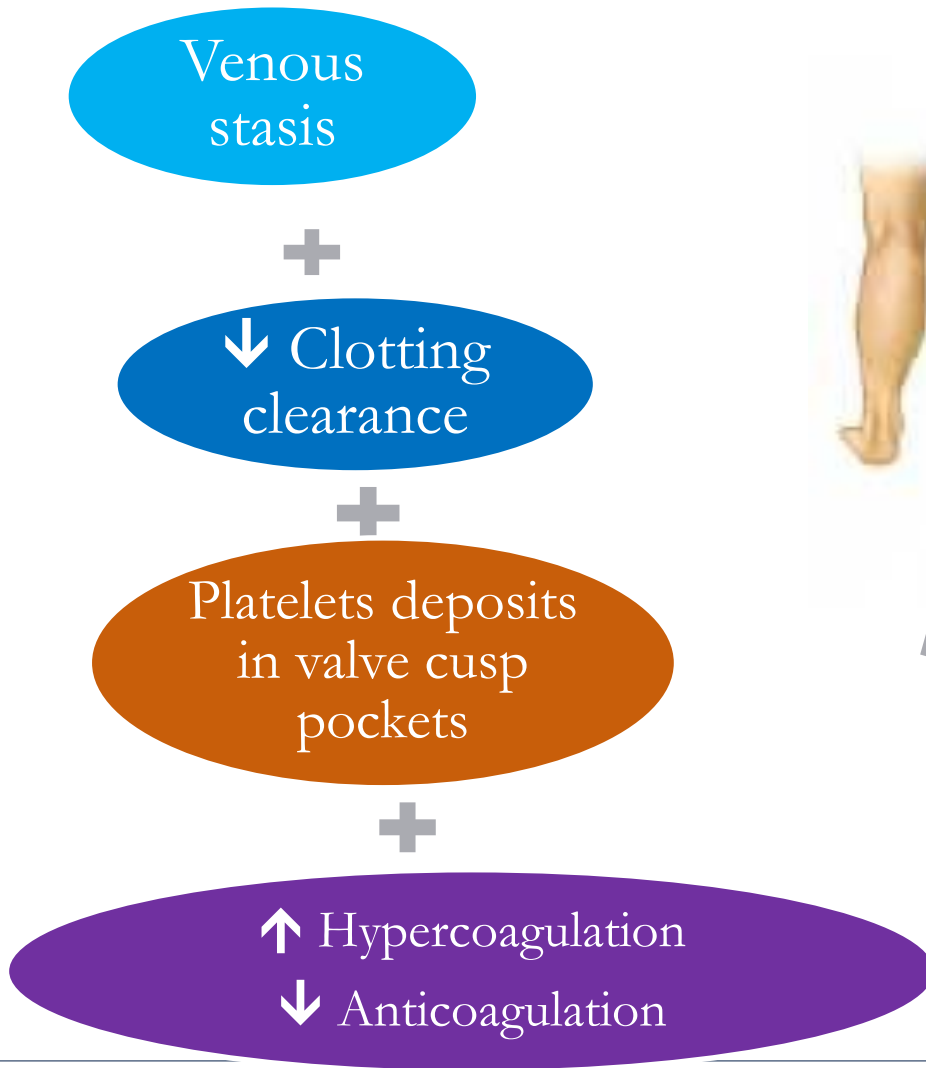 Venous
stasis
↓ Clotting
clearance
Platelets deposits
in valve cusp
pockets
↑ Hypercoagulation
↓ Anticoagulation